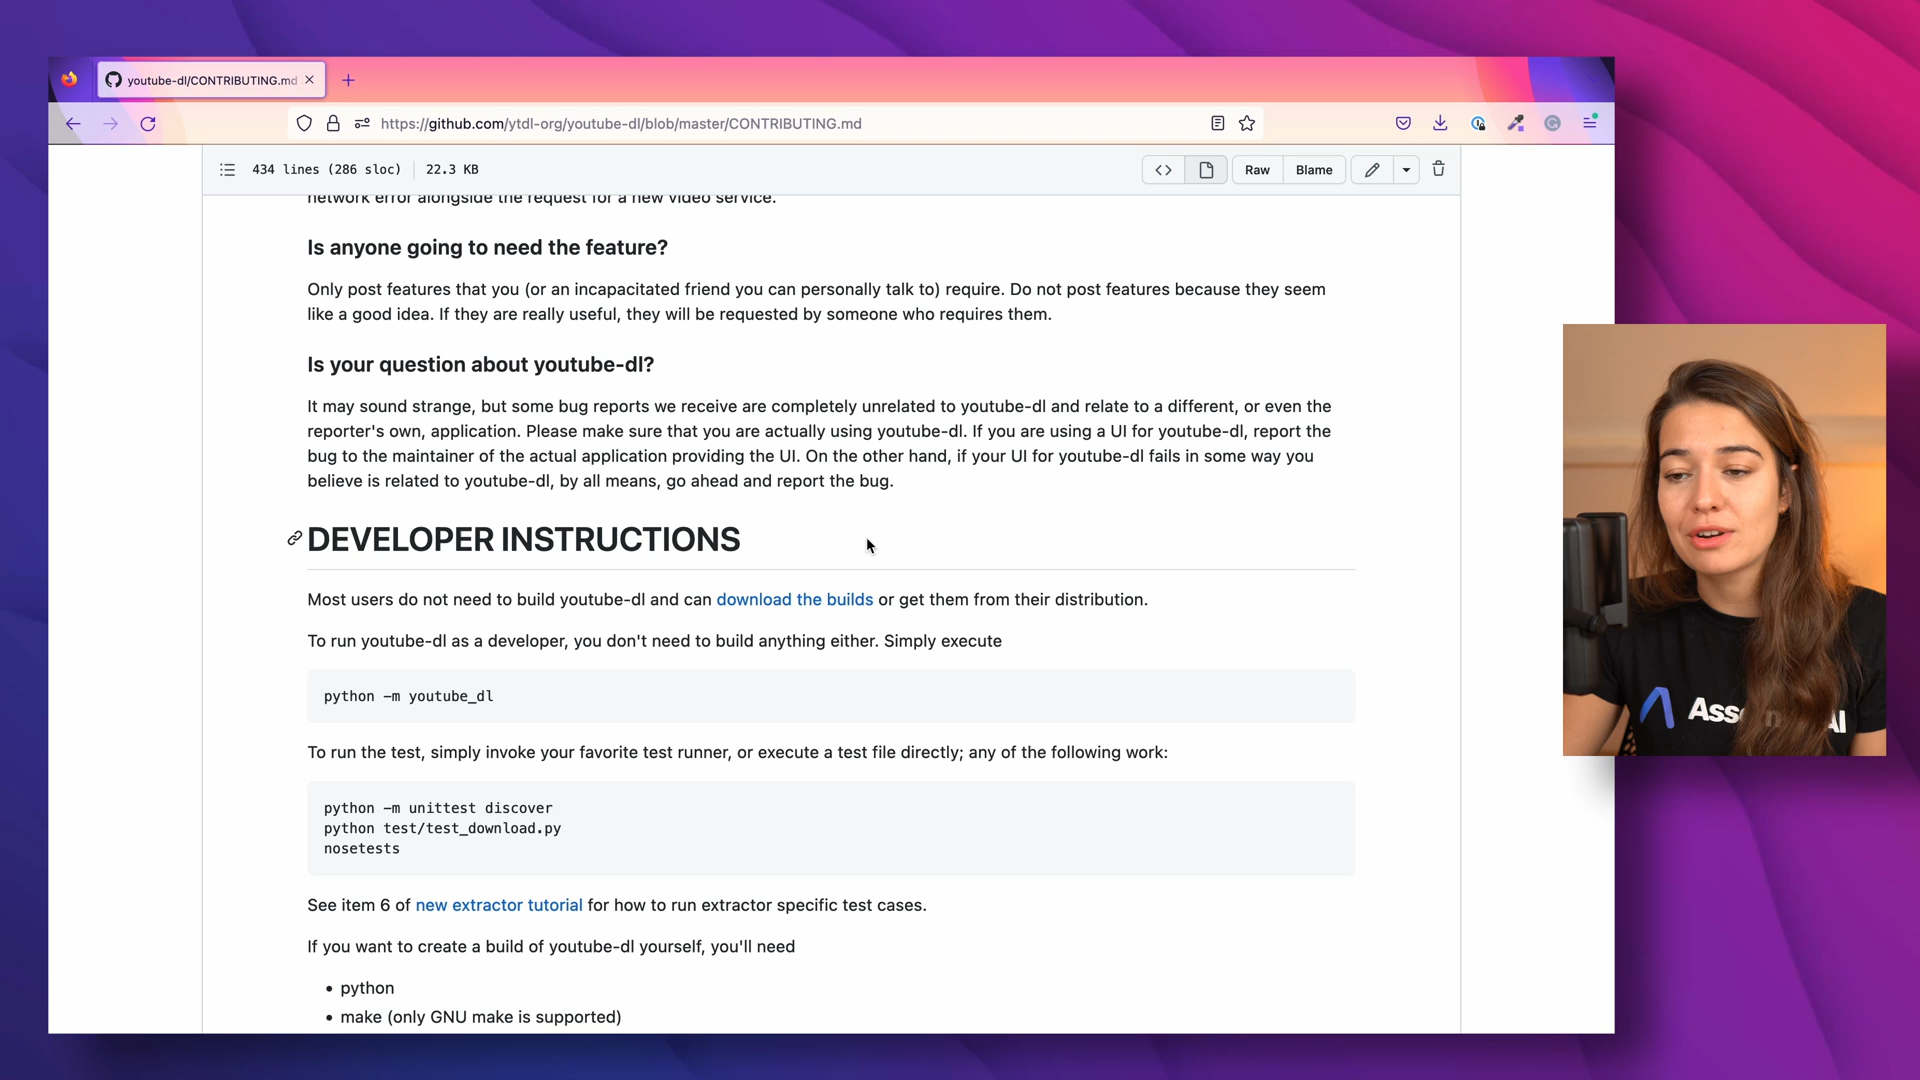 youtube-dl/CONTRIBUTING.md
https://github.com/ytdl-org/youtube-dl/blob/master/CONTRIBUTING.md
434 lines (286 sloc)
22.3 KB
Raw
Blame
network error alongside the request for a new video service.
Is anyone going to need the feature?
Only post features that you (or an incapacitated friend you can personally talk to) require. Do not post features because they seem
like a good idea. If they are really useful, they will be requested by someone who requires them.
Is your question about youtube-dl?
It may sound strange, but some bug reports we receive are completely unrelated to youtube-dl and relate to a different, or even the
reporter's own, application. Please make sure that you are actually using youtube-dl. If you are using a UI for youtube-dl, report the
bug to the maintainer of the actual application providing the UI. On the other hand, if your UI for youtube-dl fails in some way you
believe is related to youtube-dl, by all means, go ahead and report the bug.
DEVELOPER INSTRUCTIONS
Most users do not need to build youtube-dl and can download the builds or get them from their distribution.
To run youtube-dl as a developer, you don't need to build anything either. Simply execute
python -m youtube_dl
To run the test, simply invoke your favorite test runner, or execute a test file directly; any of the following work:
python -m unittest discover
python test/test_download.py
nosetests
See item 6 of new extractor tutorial for how to run extractor specific test cases.
If you want to create a build of youtube-dl yourself, you'll need
• python
• make (only GNU make is supported)